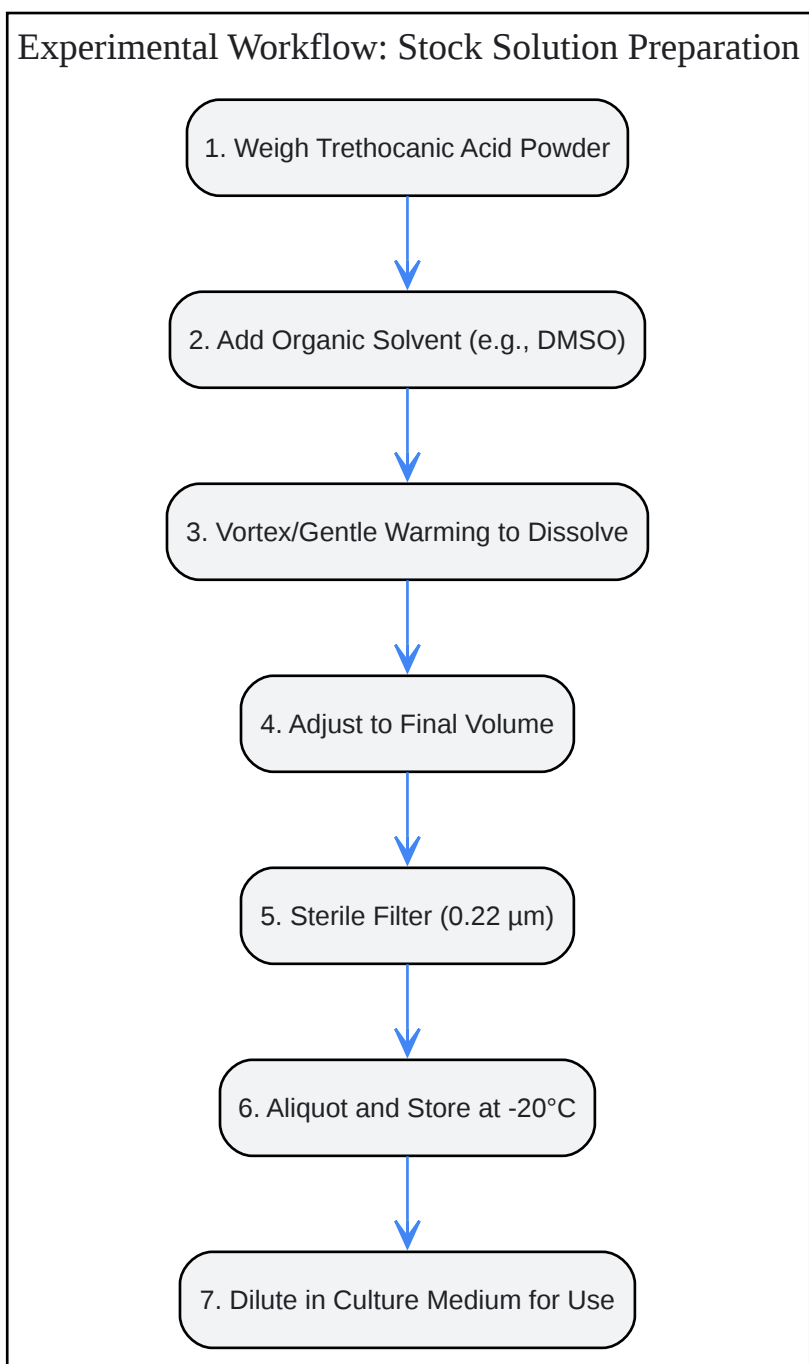 Experimental Workflow: Stock Solution Preparation
1. Weigh Trethocanic Acid Powder
2. Add Organic Solvent (e.g., DMSO)
3. Vortex/Gentle Warming to Dissolve
4. Adjust to Final Volume
5. Sterile Filter (0.22 µm)
6. Aliquot and Store at -20°C
7. Dilute in Culture Medium for Use